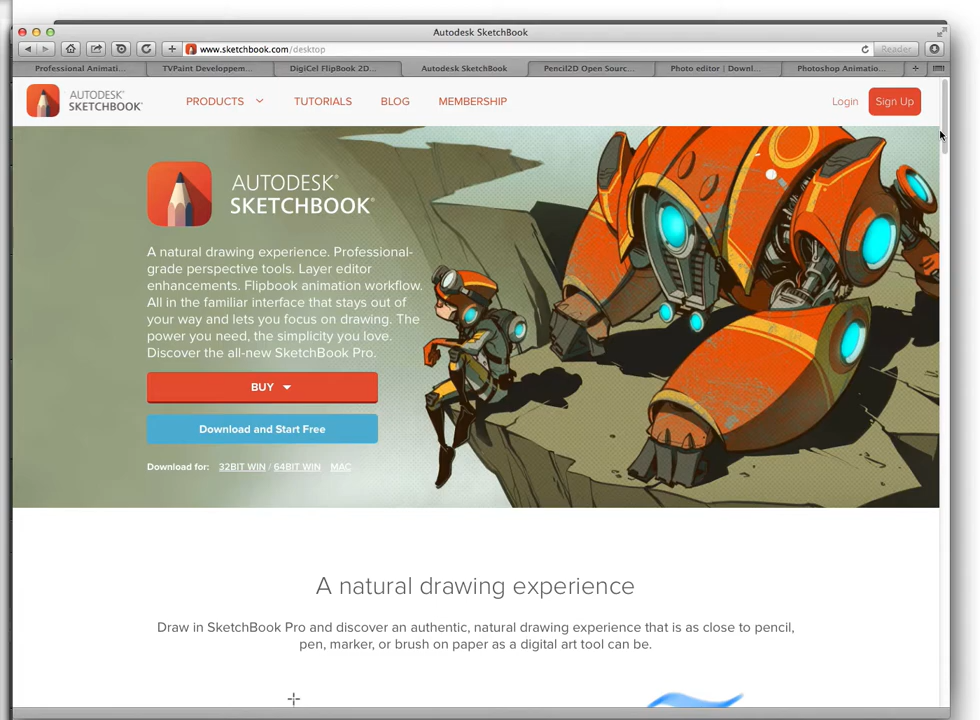 Autodesk SketchBook
www.sketchbook.com/desktop
Reader
Professional Animati...
TVPaint Developpem...
DigiCel FlipBook 2D...
Autodesk SketchBook
Pencil2D Open Sourc...
Photo editor | Downl...
Photoshop Animatio...
AUTODESK®
SKETCHBOOK®
PRODUCTS
TUTORIALS
BLOG
MEMBERSHIP
Login
Sign Up
AUTODESK®
SKETCHBOOK®
A natural drawing experience. Professional-
grade perspective tools. Layer editor
enhancements. Flipbook animation workflow.
All in the familiar interface that stays out of
your way and lets you focus on drawing. The
power you need, the simplicity you love.
Discover the all-new SketchBook Pro.
BUY
Download and Start Free
Download for: 32BIT WIN / 64BIT WIN MAC
A natural drawing experience
Draw in SketchBook Pro and discover an authentic, natural drawing experience that is as close to pencil,
pen, marker, or brush on paper as a digital art tool can be.